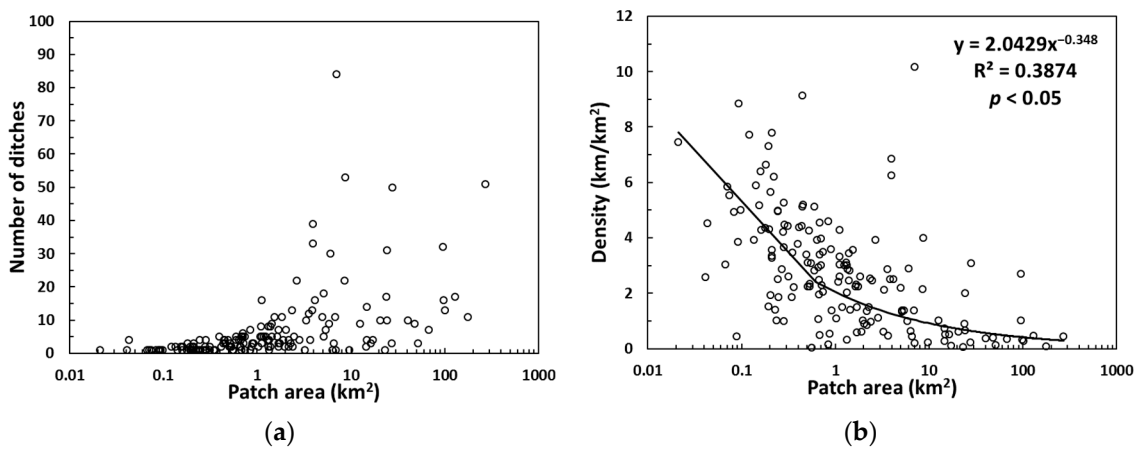 100
90
80
70
60
50
40
30
20
10
0
Number of ditches
0.01 0.1 1 10 100 1000
Patch area (km²)
(a)
12
10
8
6
4
2
0
Density (km/km²)
y = 2.0429x⁻⁰·³⁴⁸
R² = 0.3874
p < 0.05
0.01 0.1 1 10 100 1000
Patch area (km²)
(b)